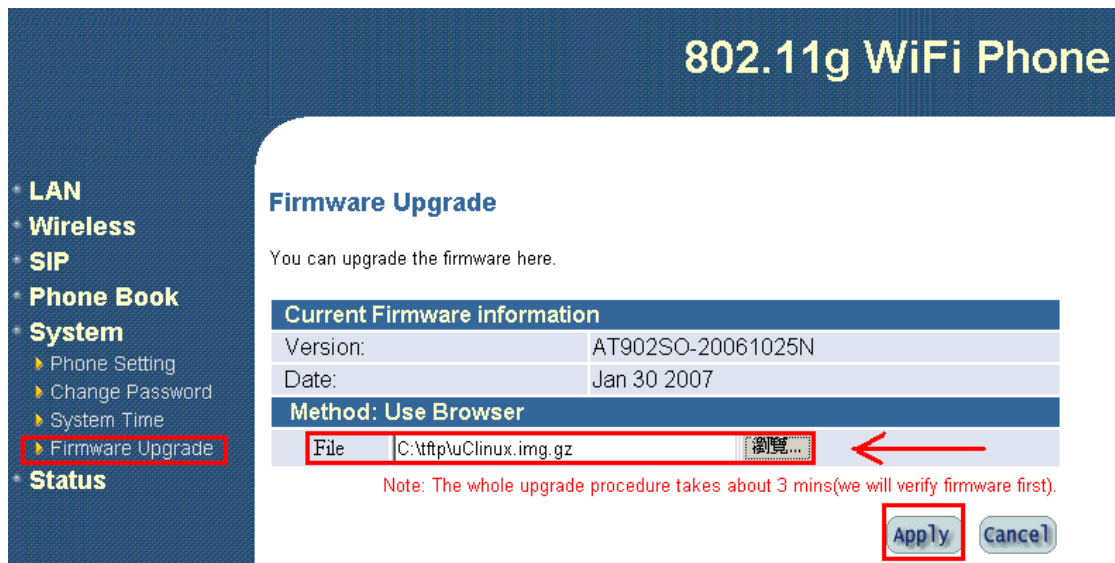 802.11g WiFi Phone
LAN
Wireless
SIP
Phone Book
System
Phone Setting
Change Password
System Time
Firmware Upgrade
Status
Firmware Upgrade
You can upgrade the firmware here.
Current Firmware information
Version: AT902SO-20061025N
Date: Jan 30 2007
Method: Use Browser
File C:\tftp\uClinux.img.gz 瀏覽...
Note: The whole upgrade procedure takes about 3 mins(we will verify firmware first).
Apply Cancel